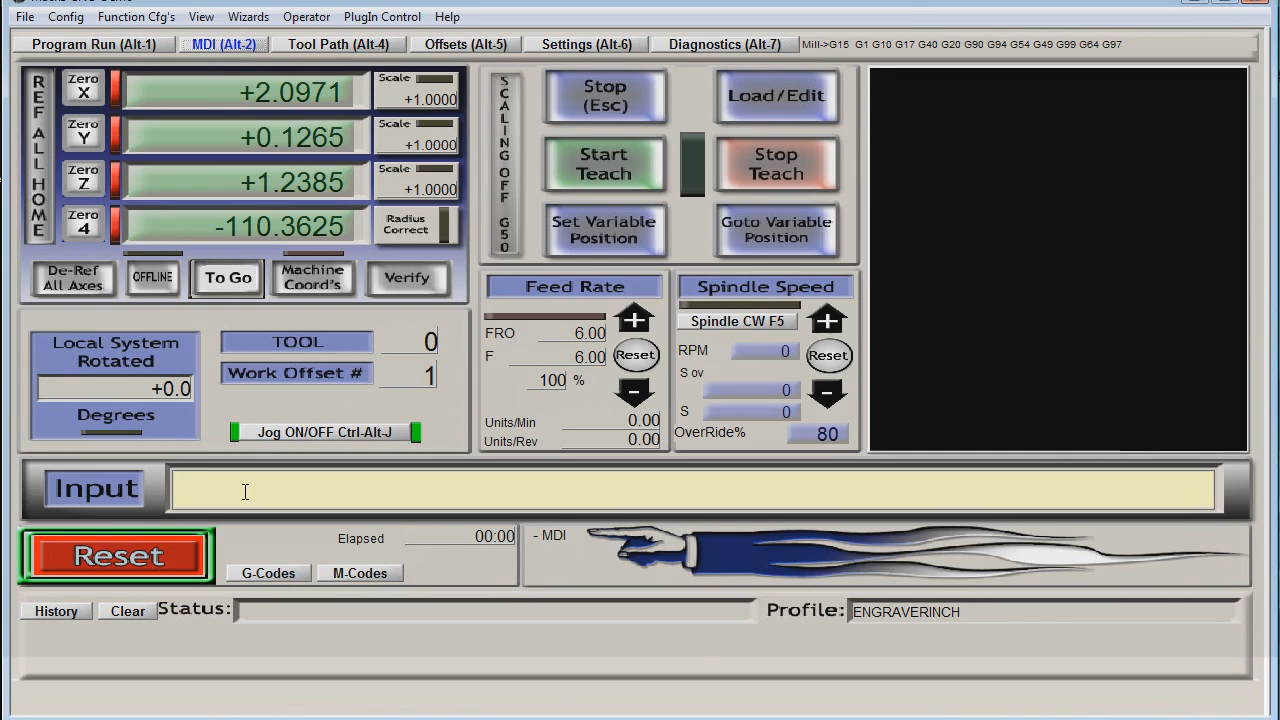 File Config Function Cfg's View Wizards Operator PlugIn Control Help
Program Run (Alt-1) MDI (Alt-2) Tool Path (Alt-4) Offsets (Alt-5) Settings (Alt-6) Diagnostics (Alt-7) Mill->G15 G1 G10 G17 G40 G20 G90 G94 G54 G49 G99 G64 G97
REF ALL HOME
Zero X +2.0971 Scale +1.0000
Zero Y +0.1265 Scale +1.0000
Zero Z +1.2385 Scale +1.0000
Zero 4 -110.3625 Radius Correct
De-Ref All Axes OFFLINE To Go Machine Coord's Verify
SCALING OFF G50
Stop (Esc) Load/Edit
Start Teach Stop Teach
Set Variable Position Goto Variable Position
Local System Rotated
+0.0
Degrees
TOOL 0
Work Offset # 1
Jog ON/OFF Ctrl-Alt-J
Feed Rate
FRO 6.00
F 6.00 Reset
100 %
Units/Min 0.00
Units/Rev 0.00
Spindle Speed
Spindle CW F5
RPM 0 Reset
S ov 0
S 0
OverRide% 80
Input
Reset
Elapsed 00:00
G-Codes M-Codes
- MDI
History Clear Status: Profile: ENGRAVERINCH